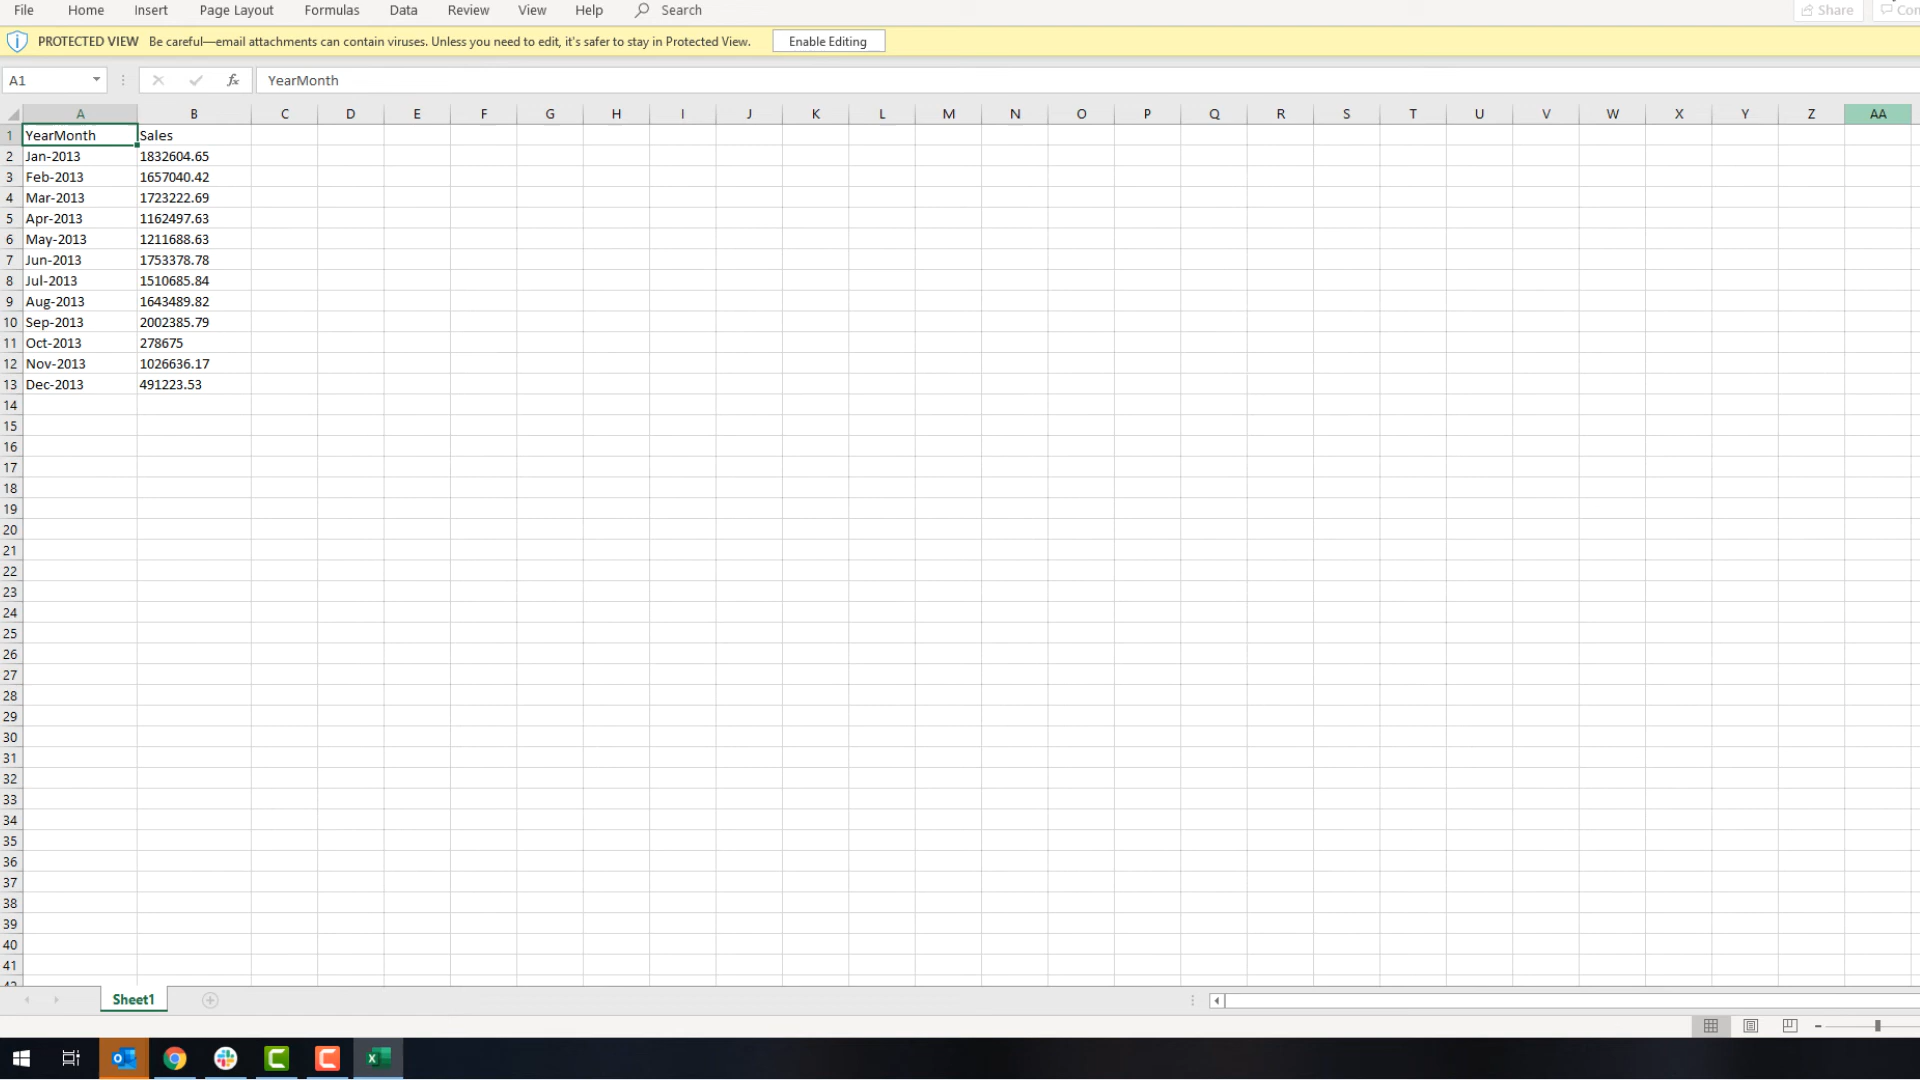 File Home Insert Page Layout Formulas Data Review View Help Search Share Con
PROTECTED VIEW Be careful—email attachments can contain viruses. Unless you need to edit, it's safer to stay in Protected View. Enable Editing
A1 fx YearMonth
A B C D E F G H I J K L M N O P Q R S T U V W X Y Z AA
1 YearMonth Sales
2 Jan-2013 1832604.65
3 Feb-2013 1657040.42
4 Mar-2013 1723222.69
5 Apr-2013 1162497.63
6 May-2013 1211688.63
7 Jun-2013 1753378.78
8 Jul-2013 1510685.84
9 Aug-2013 1643489.82
10 Sep-2013 2002385.79
11 Oct-2013 278675
12 Nov-2013 1026636.17
13 Dec-2013 491223.53
14
15
16
17
18
19
20
21
22
23
24
25
26
27
28
29
30
31
32
33
34
35
36
37
38
39
40
41
42
Sheet1